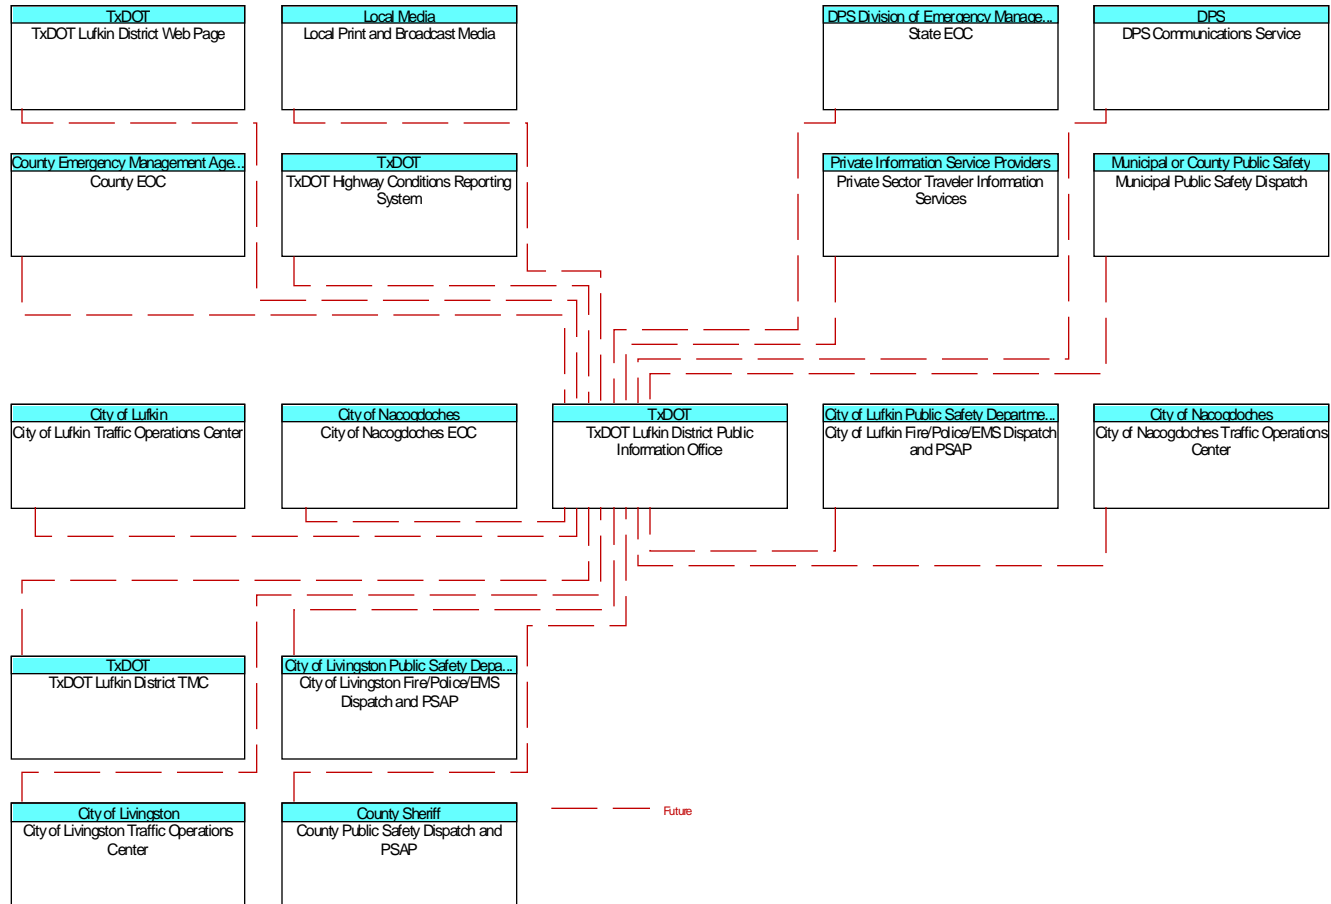 TxDOT
TxDOT Lufkin District Web Page
Local Media
Local Print and Broadcast Media
DPS Division of Emergency Manage...
State EOC
DPS
DPS Communications Service
County Emergency Management Age...
County EOC
TxDOT
TxDOT Highway Conditions Reporting
System
Private Information Service Providers
Private Sector Traveler Information
Services
Municipal or County Public Safety
Municipal Public Safety Dispatch
City of Lufkin
City of Lufkin Traffic Operations Center
City of Nacogdoches
City of Nacogdoches EOC
TxDOT
TxDOT Lufkin District Public
Information Office
City of Lufkin Public Safety Departme...
City of Lufkin Fire/Police/EMS Dispatch
and PSAP
City of Nacogdoches
City of Nacogdoches Traffic Operations
Center
TxDOT
TxDOT Lufkin District TMC
City of Livingston Public Safety Depa...
City of Livingston Fire/Police/EMS
Dispatch and PSAP
City of Livingston
City of Livingston Traffic Operations
Center
County Sheriff
County Public Safety Dispatch and
PSAP
Future